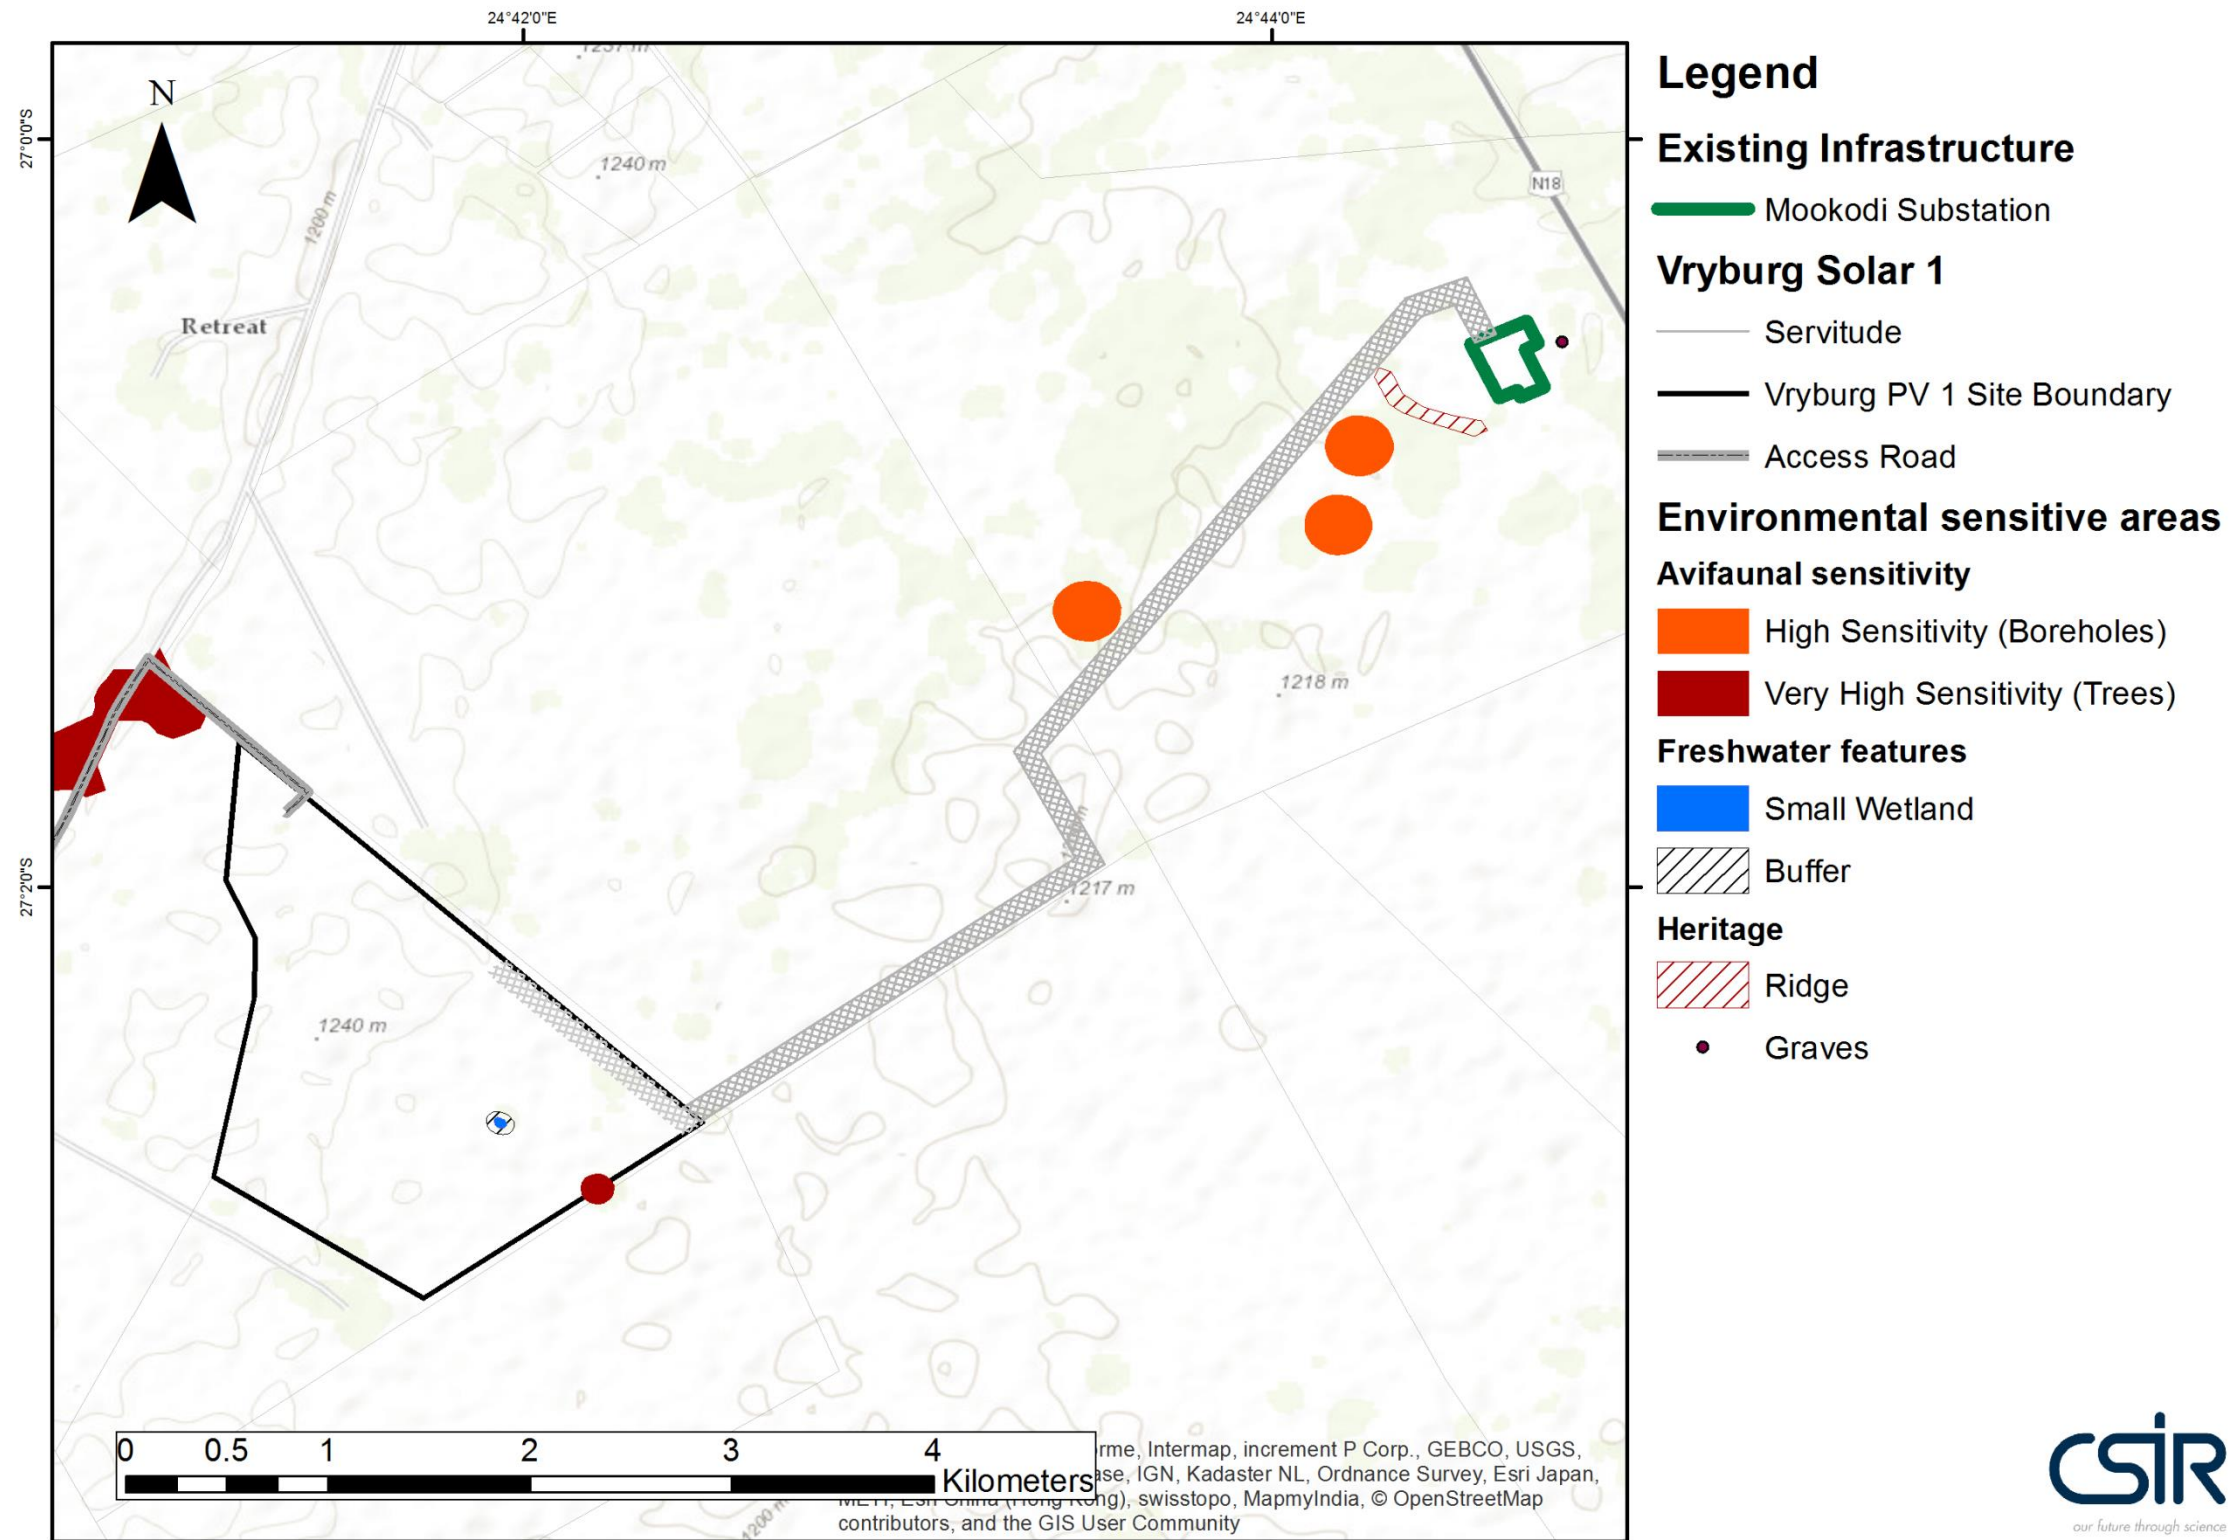 24°42'0"E
24°44'0"E
27°0'0"S
27°2'0"S
N
1240 m
1200 m
Retreat
N18
1218 m
1217 m
1240 m
1200 m
0 0.5 1 2 3 4
Kilometers
Intermap, increment P Corp., GEBCO, USGS,
IGN, Kadaster NL, Ordnance Survey, Esri Japan,
swisstopo, MapmyIndia, © OpenStreetMap
contributors, and the GIS User Community
Legend
Existing Infrastructure
Mookodi Substation
Vryburg Solar 1
Servitude
Vryburg PV 1 Site Boundary
Access Road
Environmental sensitive areas
Avifaunal sensitivity
High Sensitivity (Boreholes)
Very High Sensitivity (Trees)
Freshwater features
Small Wetland
Buffer
Heritage
Ridge
Graves
CSIR
our future through science